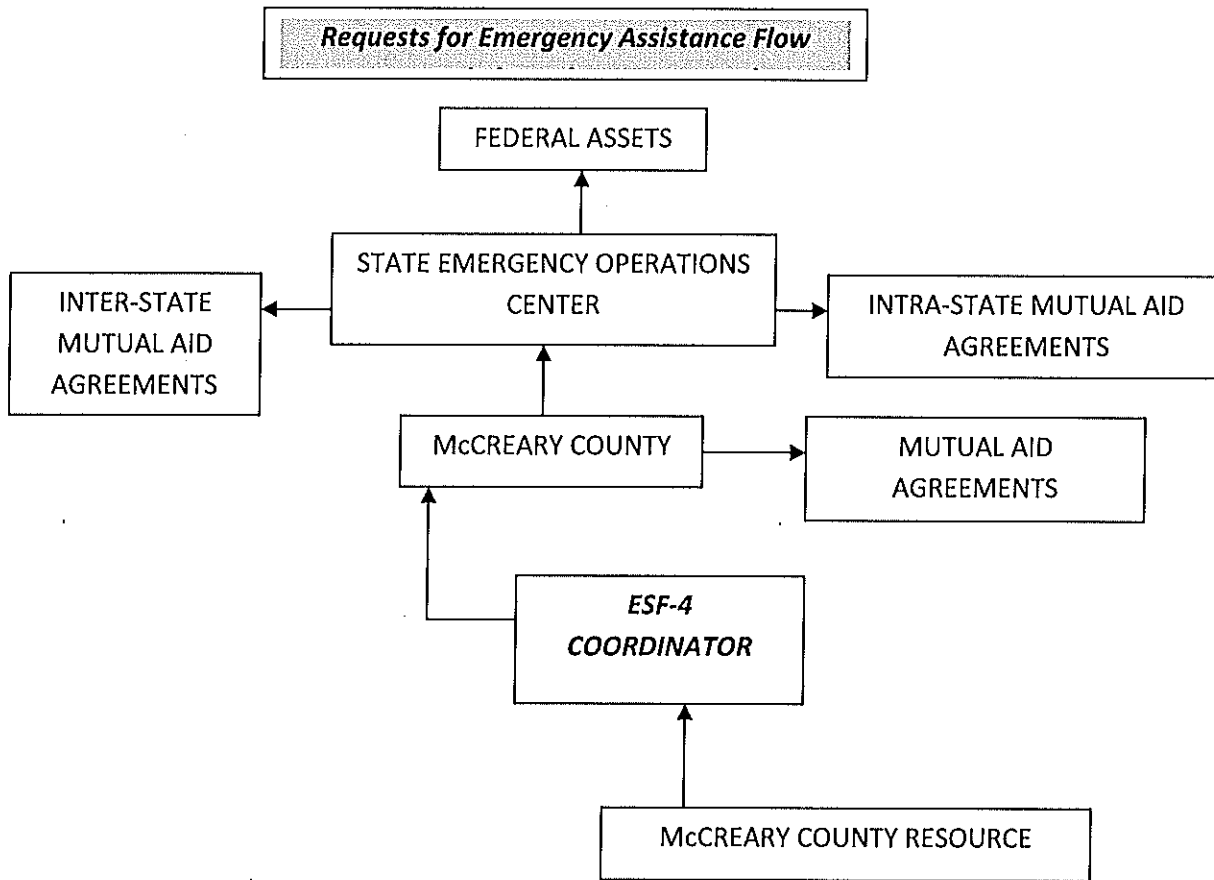 Requests for Emergency Assistance Flow
FEDERAL ASSETS
STATE EMERGENCY OPERATIONS
CENTER
INTER-STATE
MUTUAL AID
AGREEMENTS
INTRA-STATE MUTUAL AID
AGREEMENTS
McCREARY COUNTY
MUTUAL AID
AGREEMENTS
ESF-4
COORDINATOR
McCREARY COUNTY RESOURCE